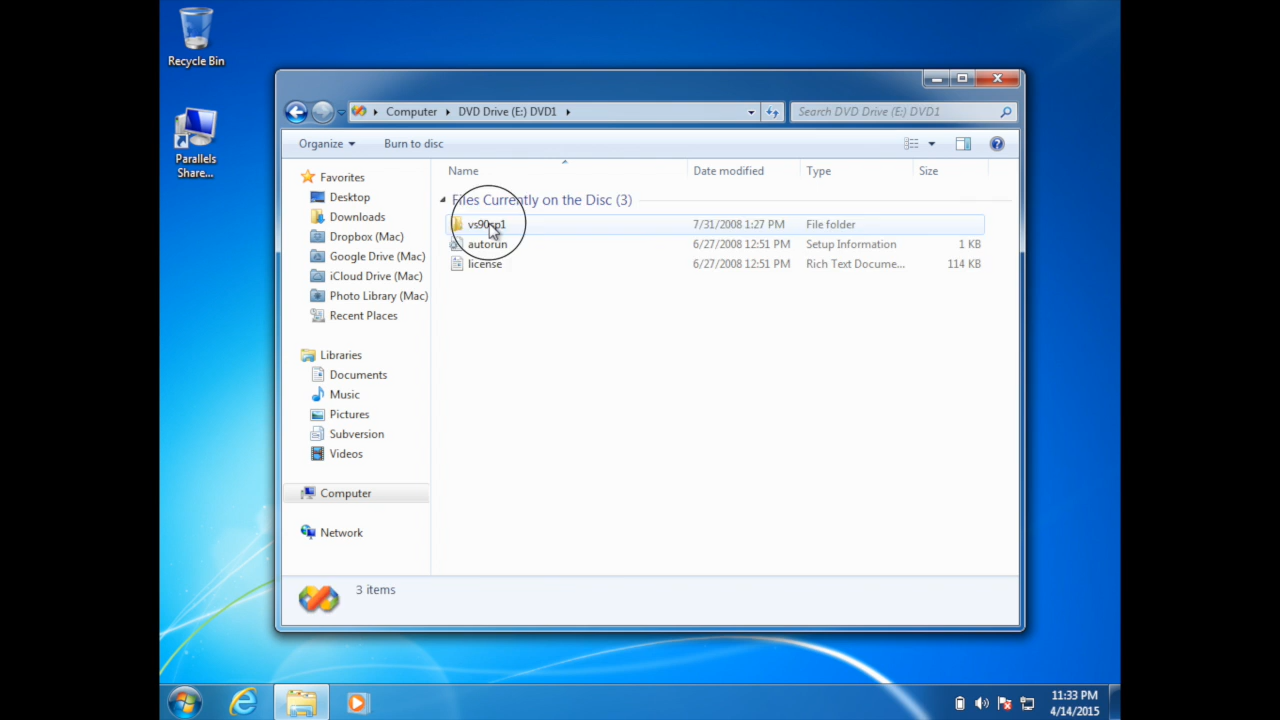 Recycle Bin
Parallels
Share...
Computer
DVD Drive (E:) DVD1
Search DVD Drive (E:) DVD1
Organize
Burn to disc
Name
Date modified
Type
Size
Favorites
Desktop
Downloads
Dropbox (Mac)
Google Drive (Mac)
iCloud Drive (Mac)
Photo Library (Mac)
Recent Places
Libraries
Documents
Music
Pictures
Subversion
Videos
Computer
Network
Files Currently on the Disc (3)
vs90sp1 7/31/2008 1:27 PM File folder
autorun 6/27/2008 12:51 PM Setup Information 1 KB
license 6/27/2008 12:51 PM Rich Text Docume... 114 KB
3 items
11:33 PM
4/14/2015